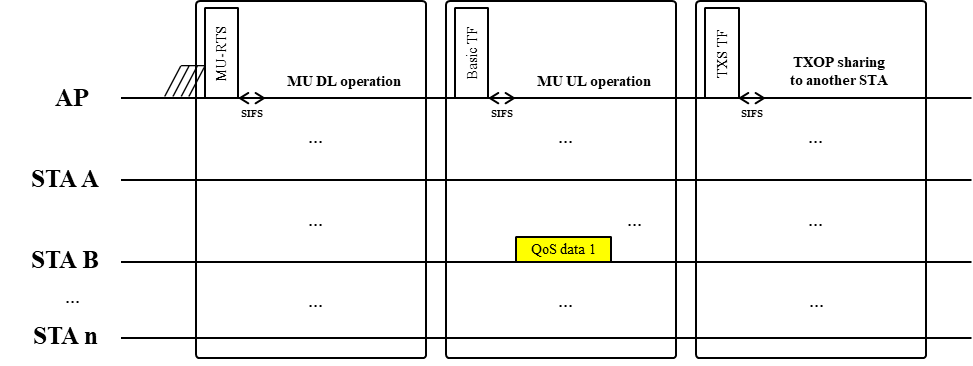 MU-RTS
Basic TF
TXS TF
MU DL operation
MU UL operation
TXOP sharing
to another STA
AP
SIFS
SIFS
SIFS
...
...
...
STA A
...
...
...
QoS data 1
STA B
...
...
...
...
STA n